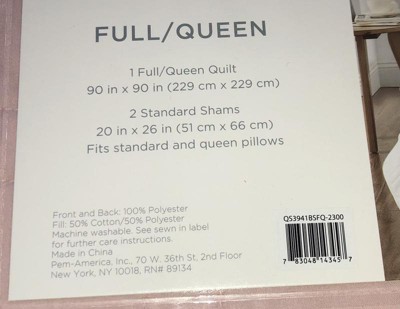 FULL/QUEEN
1 Full/Queen Quilt
90 in x 90 in (229 cm x 229 cm)
2 Standard Shams
20 in x 26 in (51 cm x 66 cm)
Fits standard and queen pillows
Front and Back: 100% Polyester
Fill: 50% Cotton/50% Polyester
Machine washable. See sewn in label
for further care instructions.
Made in China
Pem-America, Inc., 70 W. 36th St. 2nd Floor
New York, NY 10018, RN# 89134
QS3941BSFQ-2300
7 83048 14345 7